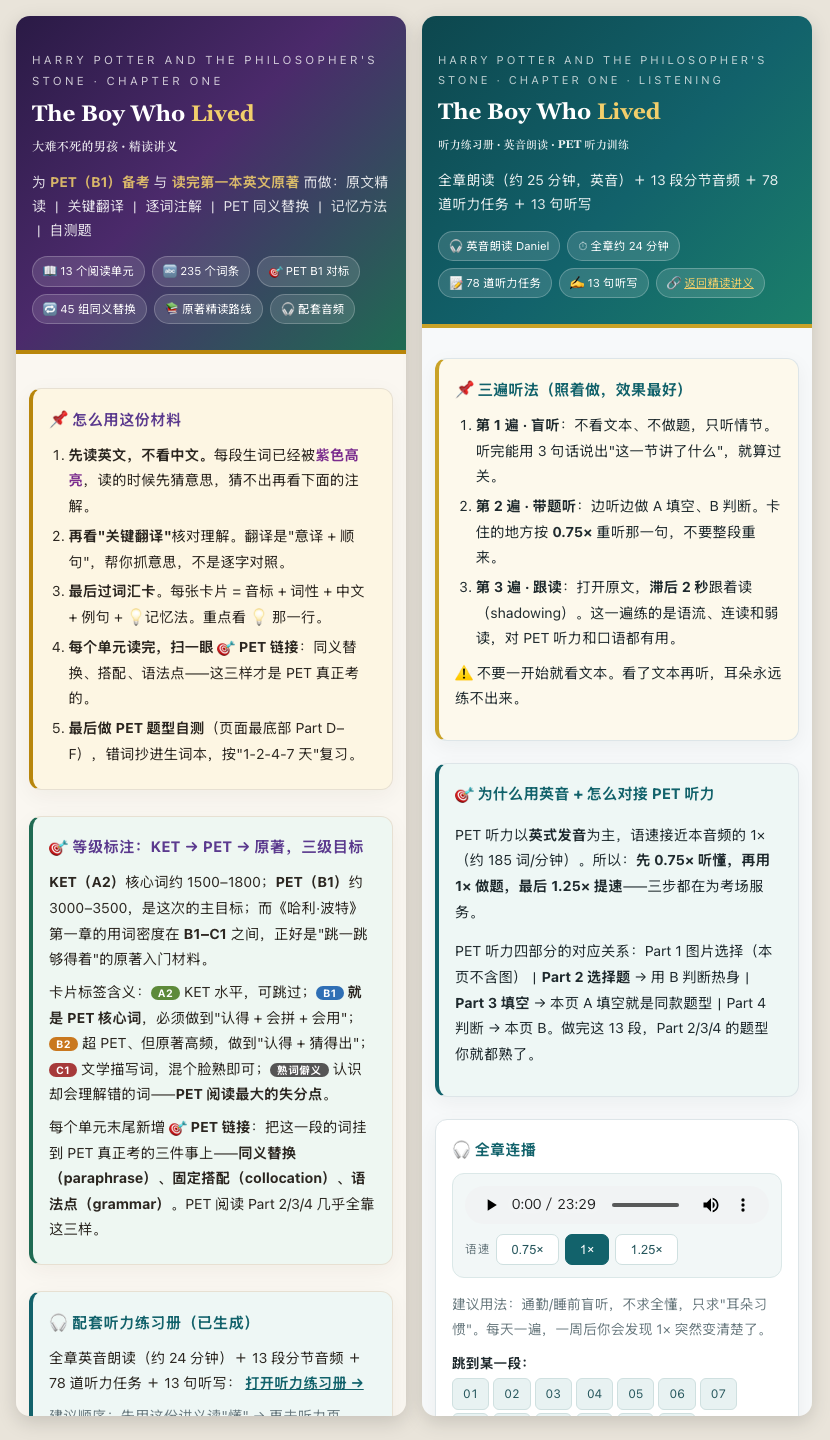 HARRY POTTER AND THE PHILOSOPHER'S
STONE · CHAPTER ONE
The Boy Who Lived
大难不死的男孩 · 精读讲义
为 PET（B1）备考 与 读完第一本英文原著 而做：原文精
读 | 关键翻译 | 逐词注解 | PET 同义替换 | 记忆方法
| 自测题
📖 13 个阅读单元
🔤 235 个词条
🎯 PET B1 对标
🔁 45 组同义替换
📚 原著精读路线
🎧 配套音频
📌 怎么用这份材料
1. 先读英文，不看中文。每段生词已经被紫色高
亮，读的时候先猜意思，猜不出再看下面的注
解。
2. 再看"关键翻译"核对理解。翻译是"意译 + 顺
句"，帮你抓意思，不是逐字对照。
3. 最后过词汇卡。每张卡片 = 音标 + 词性 + 中文
+ 例句 + 💡记忆法。重点看 💡 那一行。
4. 每个单元读完，扫一眼 🎯 PET 链接：同义替
换、搭配、语法点——这三样才是 PET 真正考
的。
5. 最后做 PET 题型自测（页面最底部 Part D–
F），错词抄进生词本，按"1-2-4-7 天"复习。
🎯 等级标注：KET → PET → 原著，三级目标
KET（A2）核心词约 1500–1800；PET（B1）约
3000–3500，是这次的主目标；而《哈利·波特》
第一章的用词密度在 B1–C1 之间，正好是"跳一跳
够得着"的原著入门材料。
卡片标签含义： A2 KET 水平，可跳过； B1 就
是 PET 核心词，必须做到"认得 + 会拼 + 会用"；
B2 超 PET、但原著高频，做到"认得 + 猜得出"；
C1 文学描写词，混个脸熟即可； 熟词僻义 认识
却会理解错的词——PET 阅读最大的失分点。
每个单元末尾新增 🎯 PET 链接：把这一段的词挂
到 PET 真正考的三件事上——同义替换
（paraphrase）、固定搭配（collocation）、语
法点（grammar）。PET 阅读 Part 2/3/4 几乎全靠
这三样。
🎧 配套听力练习册（已生成）
全章英音朗读（约 24 分钟）＋ 13 段分节音频 ＋
78 道听力任务 ＋ 13 句听写： 打开听力练习册 →
建议顺序：先用这份讲义读"懂" → 再去听力页
HARRY POTTER AND THE PHILOSOPHER'S
STONE · CHAPTER ONE · LISTENING
The Boy Who Lived
听力练习册 · 英音朗读 · PET 听力训练
全章朗读（约 25 分钟，英音）＋ 13 段分节音频 ＋ 78
道听力任务 ＋ 13 句听写
🎧 英音朗读 Daniel
⏱ 全章约 24 分钟
📝 78 道听力任务
✍️ 13 句听写
🔗 返回精读讲义
📌 三遍听法（照着做，效果最好）
1. 第 1 遍 · 盲听：不看文本、不做题，只听情节。
听完能用 3 句话说出"这一节讲了什么"，就算过
关。
2. 第 2 遍 · 带题听：边听边做 A 填空、B 判断。卡
住的地方按 0.75× 重听那一句，不要整段重
来。
3. 第 3 遍 · 跟读：打开原文，滞后 2 秒跟着读
（shadowing）。这一遍练的是语流、连读和弱
读，对 PET 听力和口语都有用。
⚠️ 不要一开始就看文本。看了文本再听，耳朵永远
练不出来。
🎯 为什么用英音 + 怎么对接 PET 听力
PET 听力以英式发音为主，语速接近本音频的 1×
（约 185 词/分钟）。所以：先 0.75× 听懂，再用
1× 做题，最后 1.25× 提速——三步都在为考场服
务。
PET 听力四部分的对应关系：Part 1 图片选择（本
页不含图） | Part 2 选择题 → 用 B 判断热身 |
Part 3 填空 → 本页 A 填空就是同款题型 | Part 4
判断 → 本页 B。做完这 13 段，Part 2/3/4 的题型
你就都熟了。
🎧 全章连播
0:00 / 23:29
语速 0.75× 1× 1.25×
建议用法：通勤/睡前盲听，不求全懂，只求"耳朵习
惯"。每天一遍，一周后你会发现 1× 突然变清楚了。
跳到某一段：
01 02 03 04 05 06 07